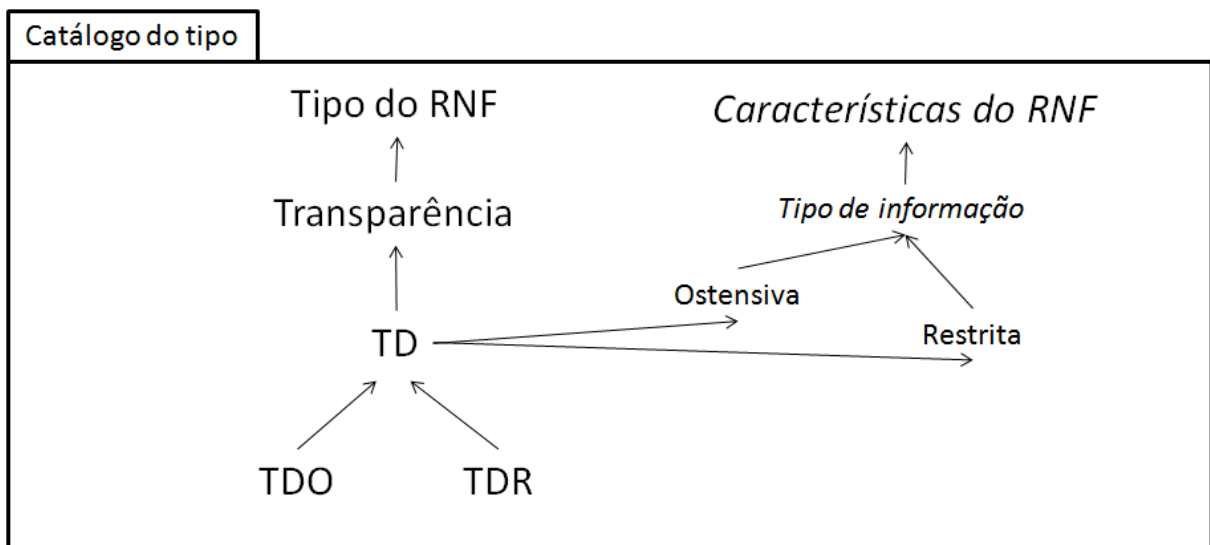 Catálogo do tipo
Tipo do RNF
Características do RNF
Transparência
Tipo de informação
Ostensiva
Restrita
TD
TDO
TDR